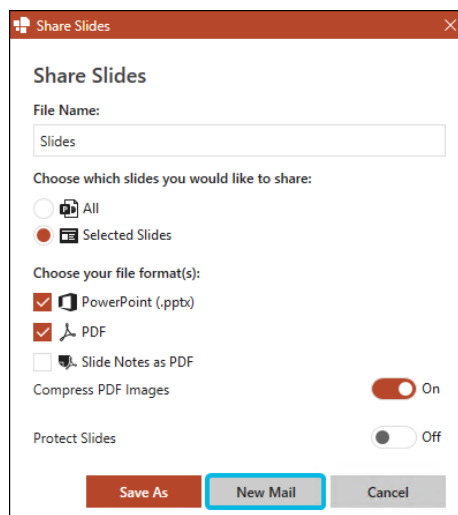 Share Slides
Share Slides
File Name:
Slides
Choose which slides you would like to share:
All
Selected Slides
Choose your file format(s):
PowerPoint (.pptx)
PDF
Slide Notes as PDF
Compress PDF Images On
Protect Slides Off
Save As New Mail Cancel